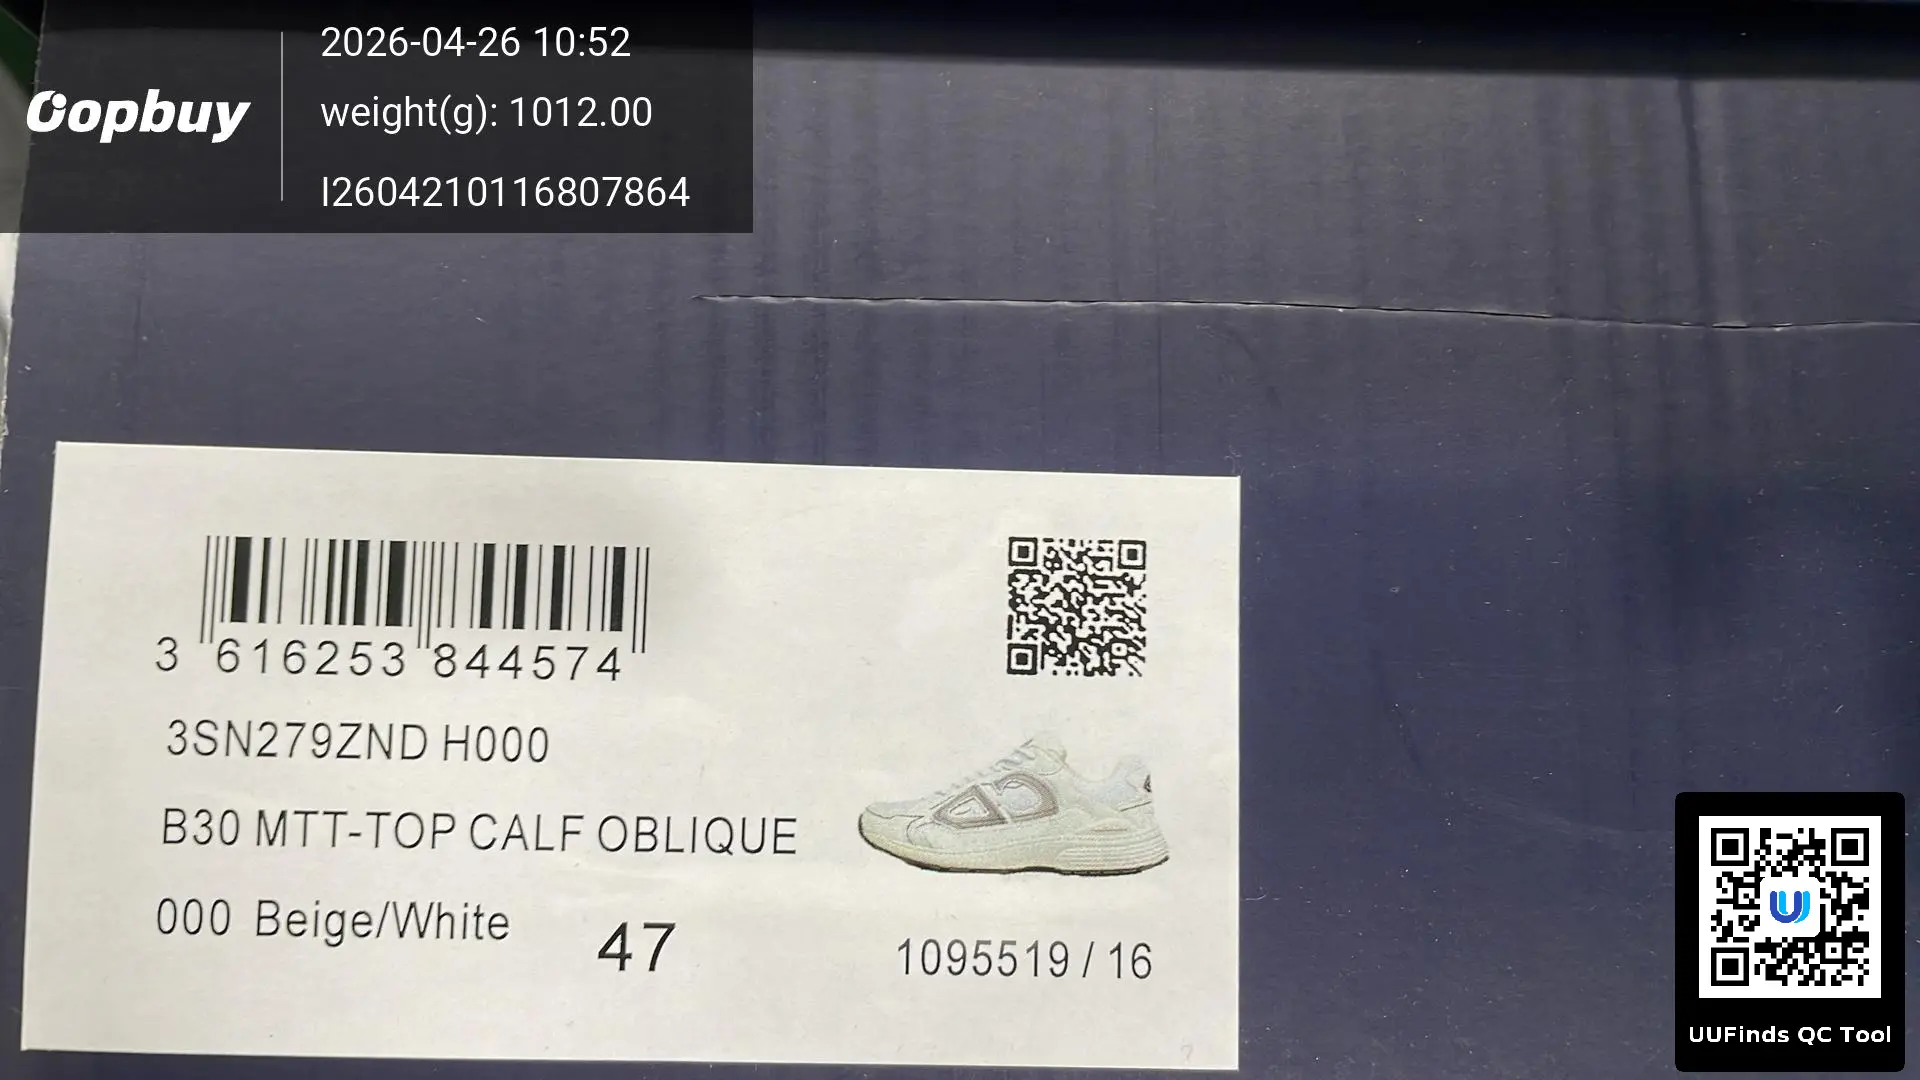 Oopbuy
2026-04-26 10:52
weight(g): 1012.00
I2604210116807864
3 616253 844574
3SN279ZND H000
B30 MTT-TOP CALF OBLIQUE
000 Beige/White
47
1095519 / 16
UUFinds QC Tool